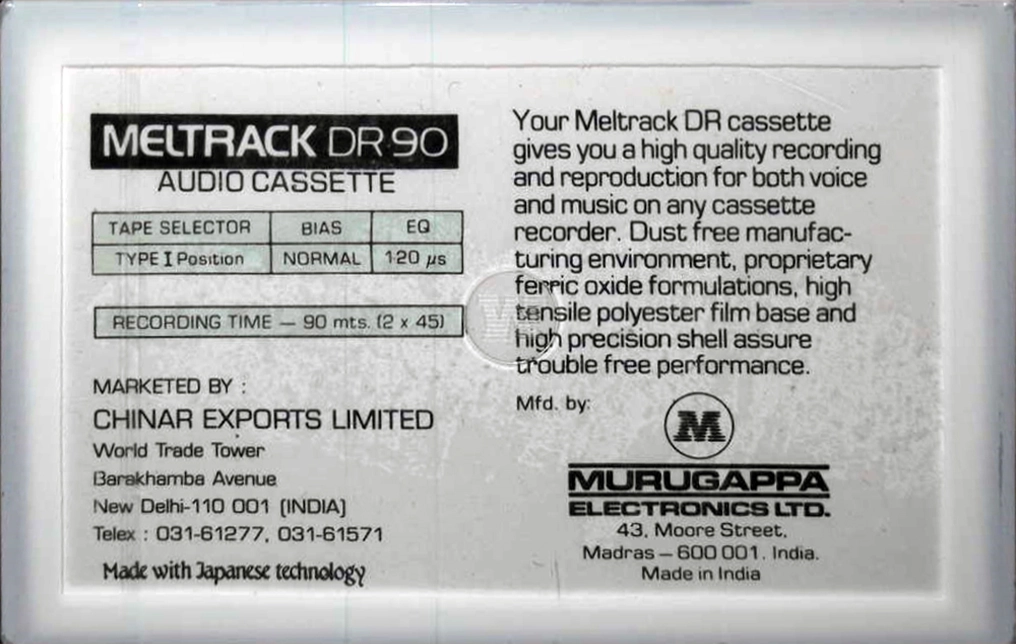 MELTRACK DR·90
AUDIO CASSETTE
TAPE SELECTOR BIAS EQ
TYPE I Position NORMAL 120 µs
RECORDING TIME — 90 mts. (2 x 45)
MARKETED BY :
CHINAR EXPORTS LIMITED
World Trade Tower
Barakhamba Avenue
New Delhi-110 001 (INDIA)
Telex : 031-61277, 031-61571
Made with Japanese technology
Your Meltrack DR cassette
gives you a high quality recording
and reproduction for both voice
and music on any cassette
recorder. Dust free manufac-
turing environment, proprietary
ferric oxide formulations, high
tensile polyester film base and
high precision shell assure
trouble free performance.
Mfd. by:
M
MURUGAPPA
ELECTRONICS LTD.
43, Moore Street,
Madras – 600 001. India.
Made in India